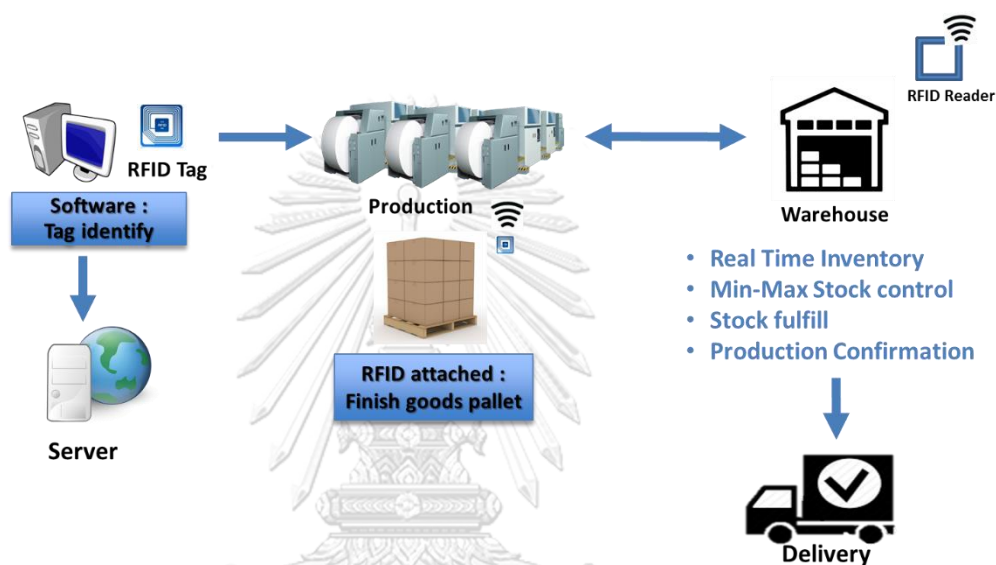 RFID Tag
Software :
Tag identify
Server
Production
RFID attached :
Finish goods pallet
RFID Reader
Warehouse
• Real Time Inventory
• Min-Max Stock control
• Stock fulfill
• Production Confirmation
Delivery